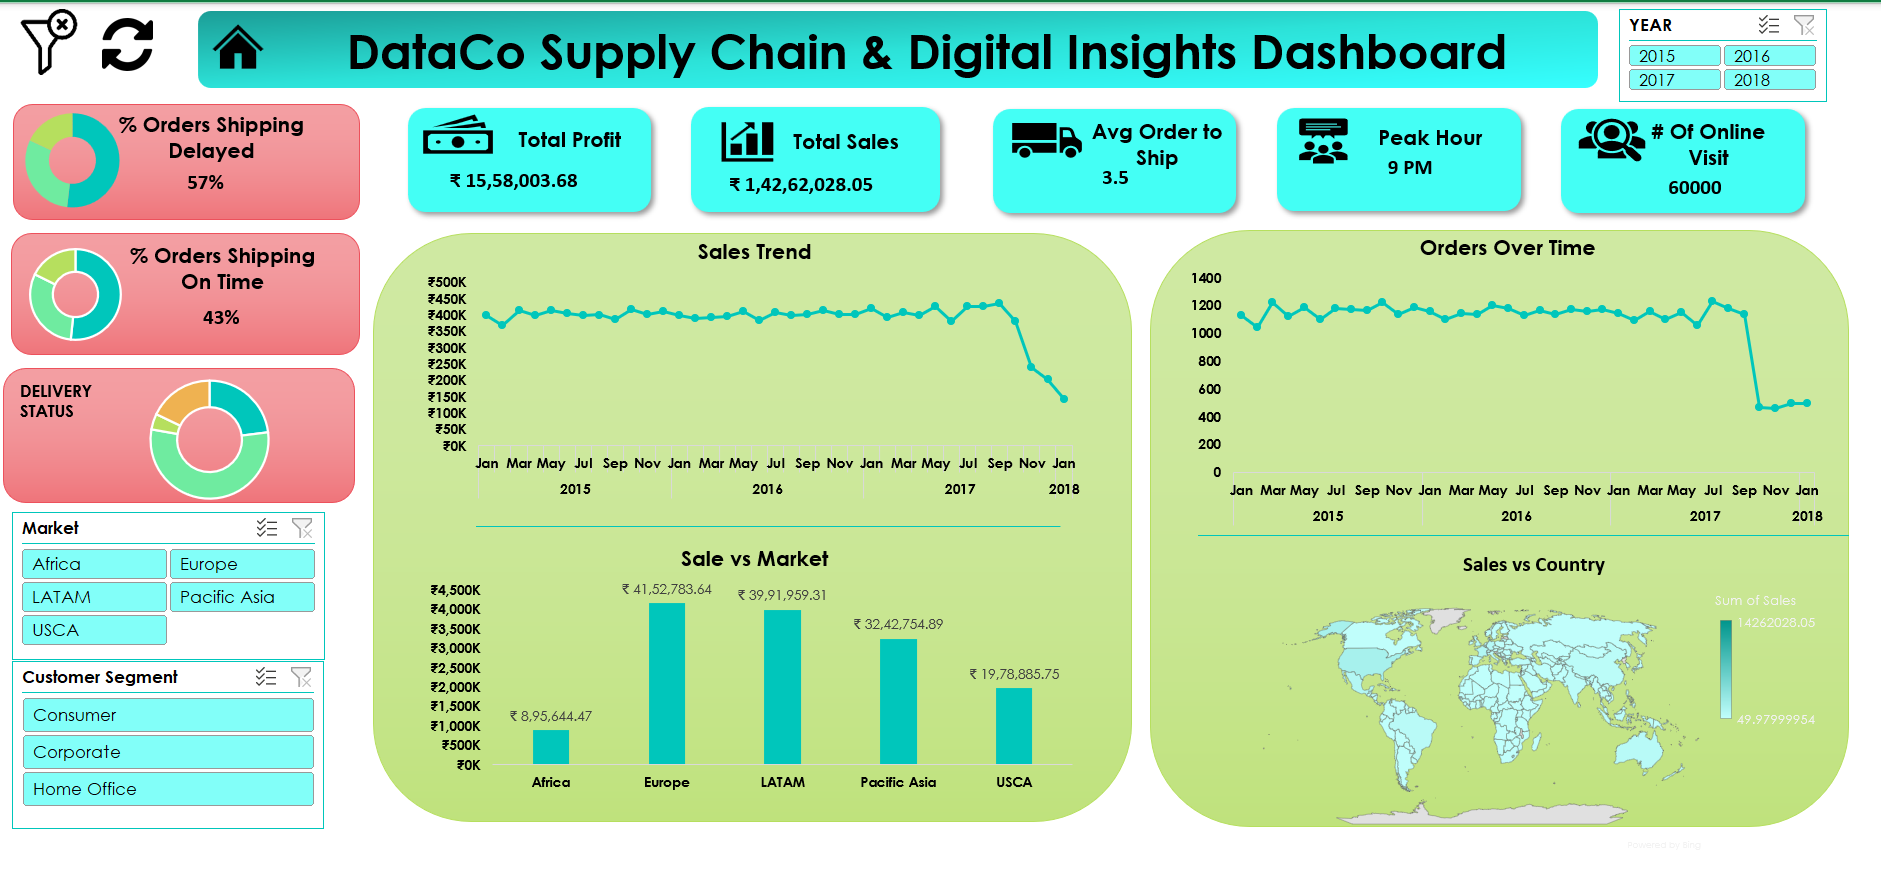 DataCo Supply Chain & Digital Insights Dashboard
YEAR
2015 2016
2017 2018
% Orders Shipping
Delayed
57%
Total Profit
₹ 15,58,003.68
Total Sales
₹ 1,42,62,028.05
Avg Order to
Ship
3.5
Peak Hour
9 PM
# Of Online
Visit
60000
% Orders Shipping
On Time
43%
DELIVERY
STATUS
Market
Africa Europe
LATAM Pacific Asia
USCA
Customer Segment
Consumer
Corporate
Home Office
Sales Trend
₹500K
₹450K
₹400K
₹350K
₹300K
₹250K
₹200K
₹150K
₹100K
₹50K
₹0K
Jan Mar May Jul Sep Nov Jan Mar May Jul Sep Nov Jan Mar May Jul Sep Nov Jan
2015 2016 2017 2018
Sale vs Market
₹4,500K
₹4,000K
₹3,500K
₹3,000K
₹2,500K
₹2,000K
₹1,500K
₹1,000K
₹500K
₹0K
₹ 8,95,644.47
₹ 41,52,783.64
₹ 39,91,959.31
₹ 32,42,754.89
₹ 19,78,885.75
Africa Europe LATAM Pacific Asia USCA
Orders Over Time
1400
1200
1000
800
600
400
200
0
Jan Mar May Jul Sep Nov Jan Mar May Jul Sep Nov Jan Mar May Jul Sep Nov Jan
2015 2016 2017 2018
Sales vs Country
Sum of Sales
14262028.05
49.97999954
Powered by Bing